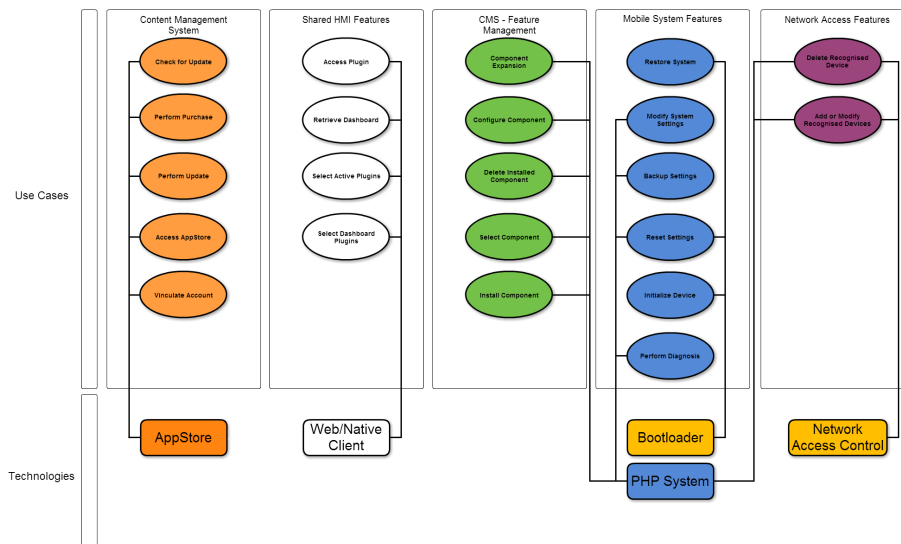 Content Management
System
Shared HMI Features
CMS - Feature
Management
Mobile System Features
Network Access Features
Use Cases
Check for Update
Perform Purchase
Perform Update
Access AppStore
Vinculate Account
Access Plugin
Retrieve Dashboard
Select Active Plugins
Select Dashboard
Plugins
Component
Expansion
Configure Component
Delete Installed
Component
Select Component
Install Component
Restore System
Modify System
Settings
Backup Settings
Reset Settings
Initialize Device
Perform Diagnosis
Delete Recognised
Device
Add or Modify
Recognised Devices
Technologies
AppStore
Web/Native
Client
Bootloader
PHP System
Network
Access Control